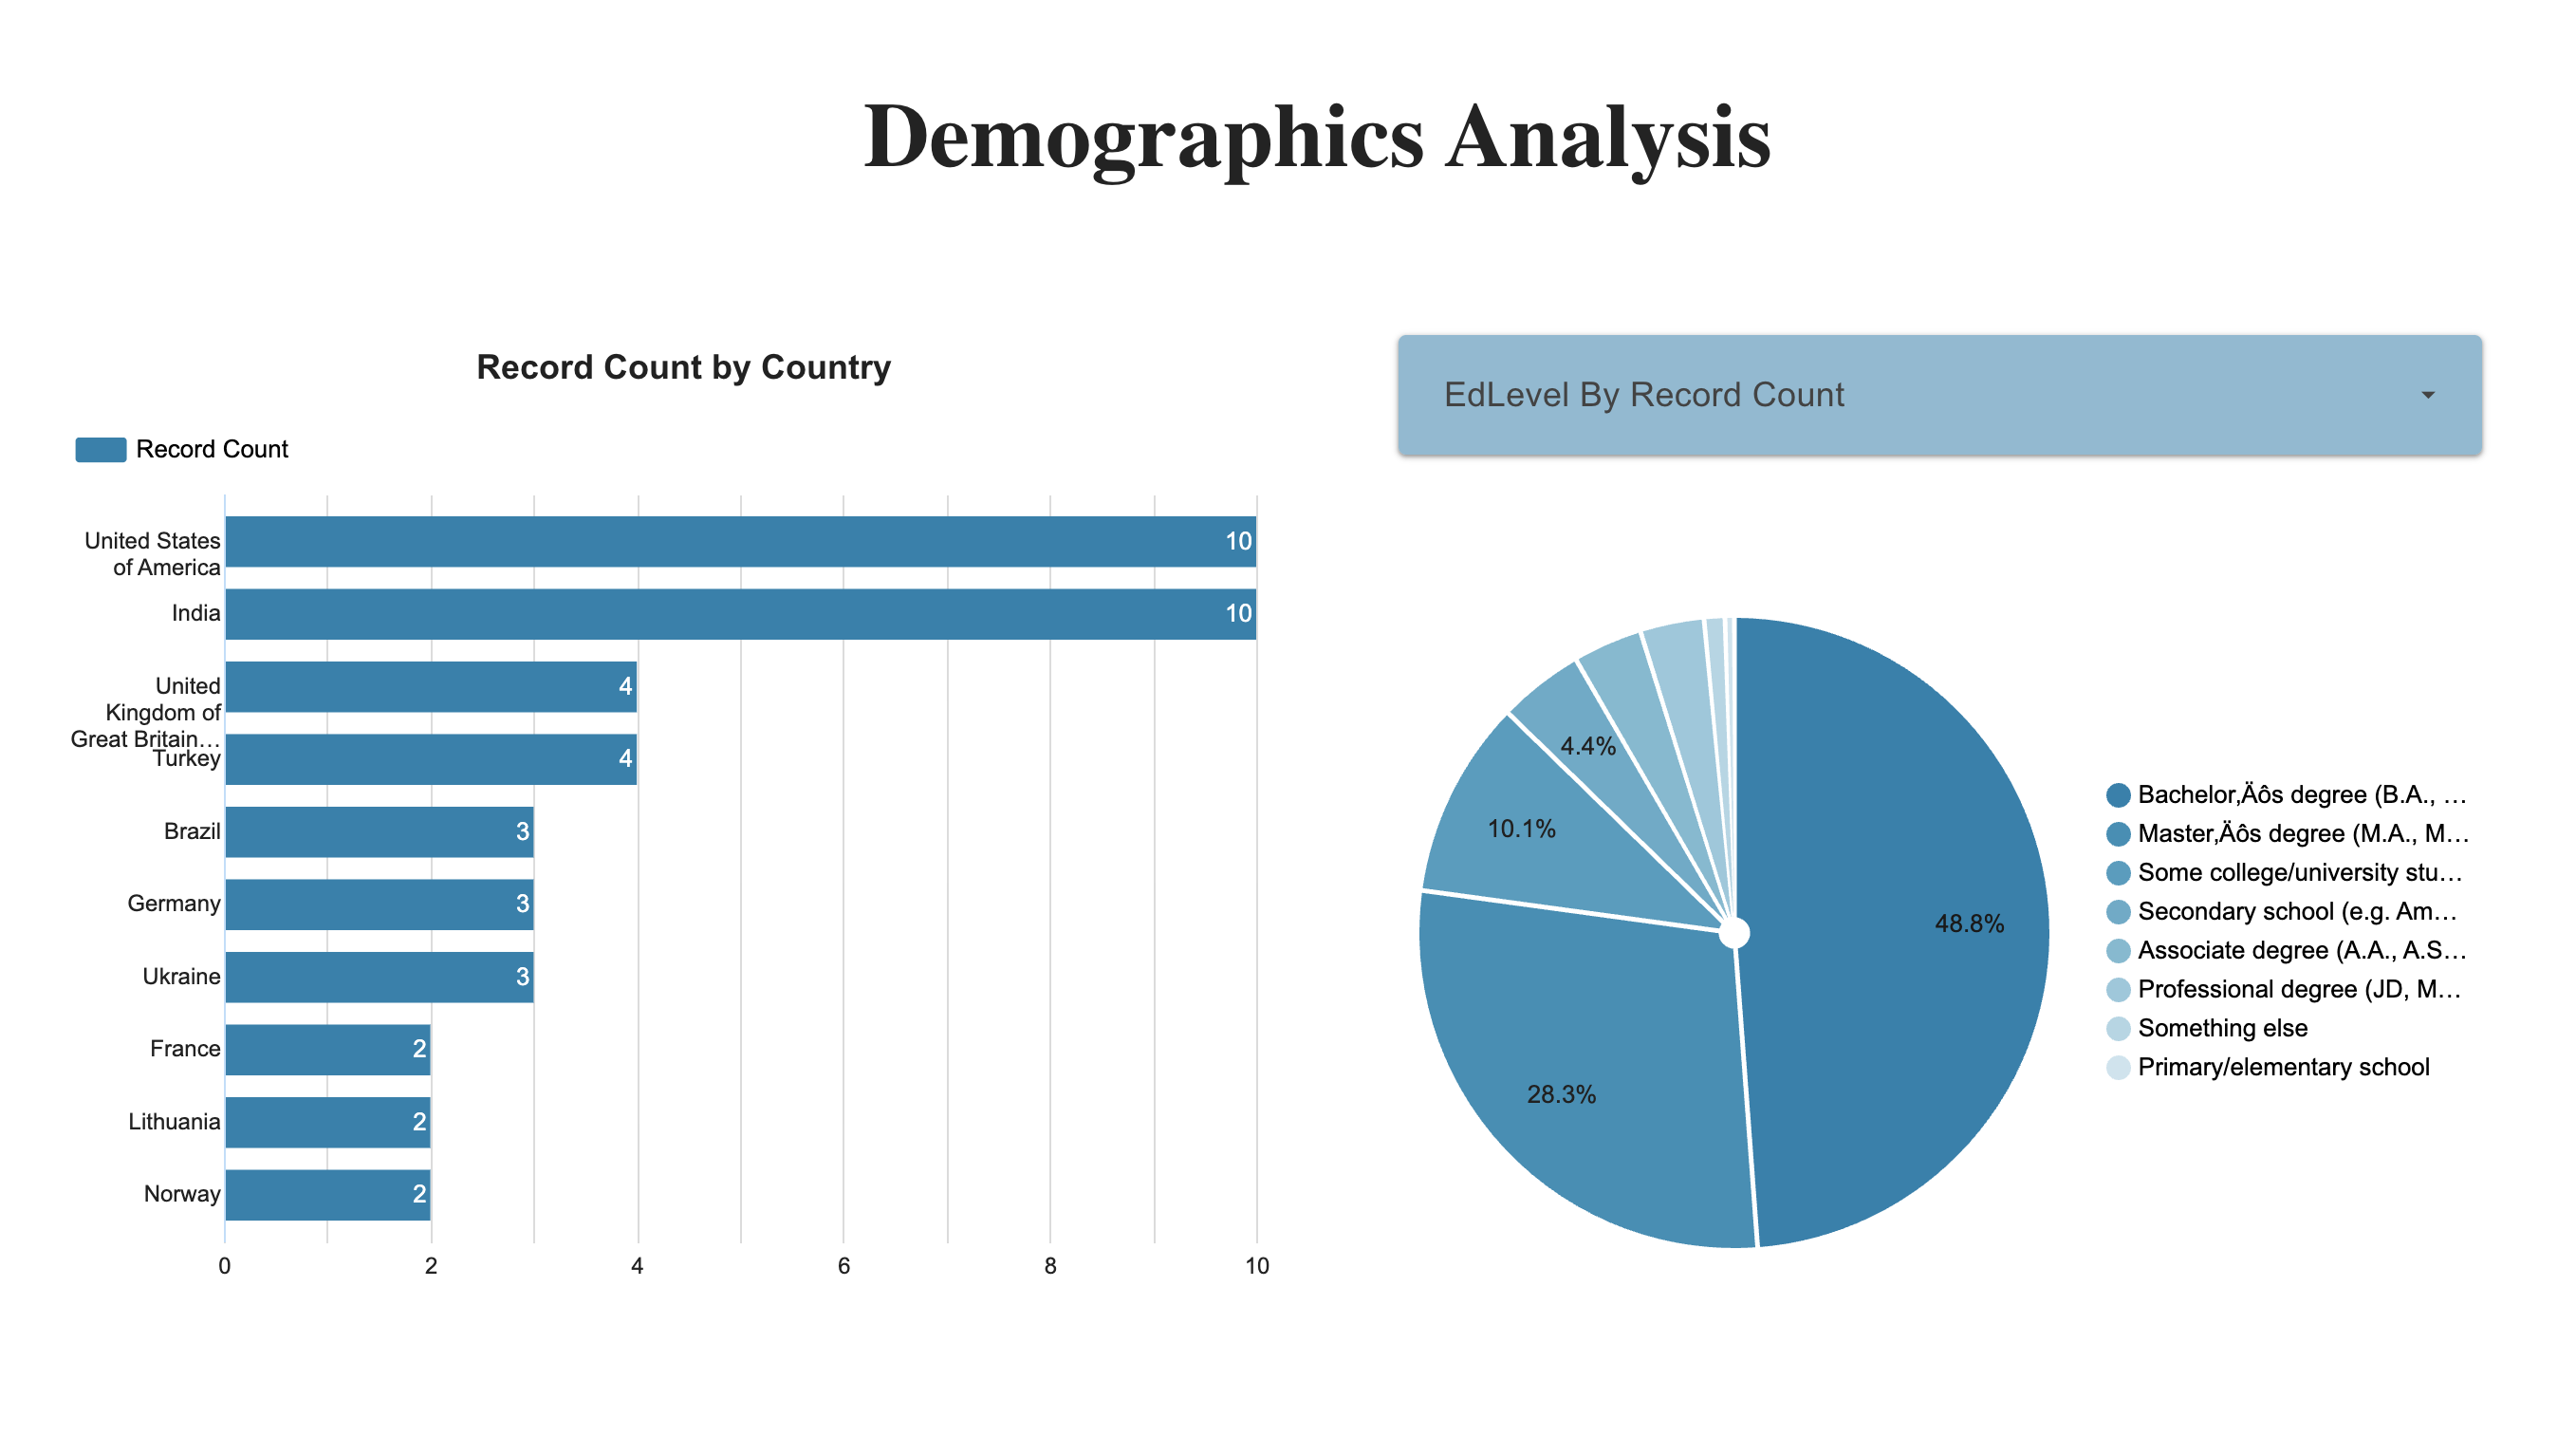 Demographics Analysis
Record Count by Country
Record Count
United States
of America
10
India
10
United
Kingdom of
Great Britain…
4
Turkey
4
Brazil
3
Germany
3
Ukraine
3
France
2
Lithuania
2
Norway
2
0 2 4 6 8 10
EdLevel By Record Count
48.8%
28.3%
10.1%
4.4%
Bachelor‚Äôs degree (B.A., …
Master‚Äôs degree (M.A., M…
Some college/university stu…
Secondary school (e.g. Am…
Associate degree (A.A., A.S…
Professional degree (JD, M…
Something else
Primary/elementary school